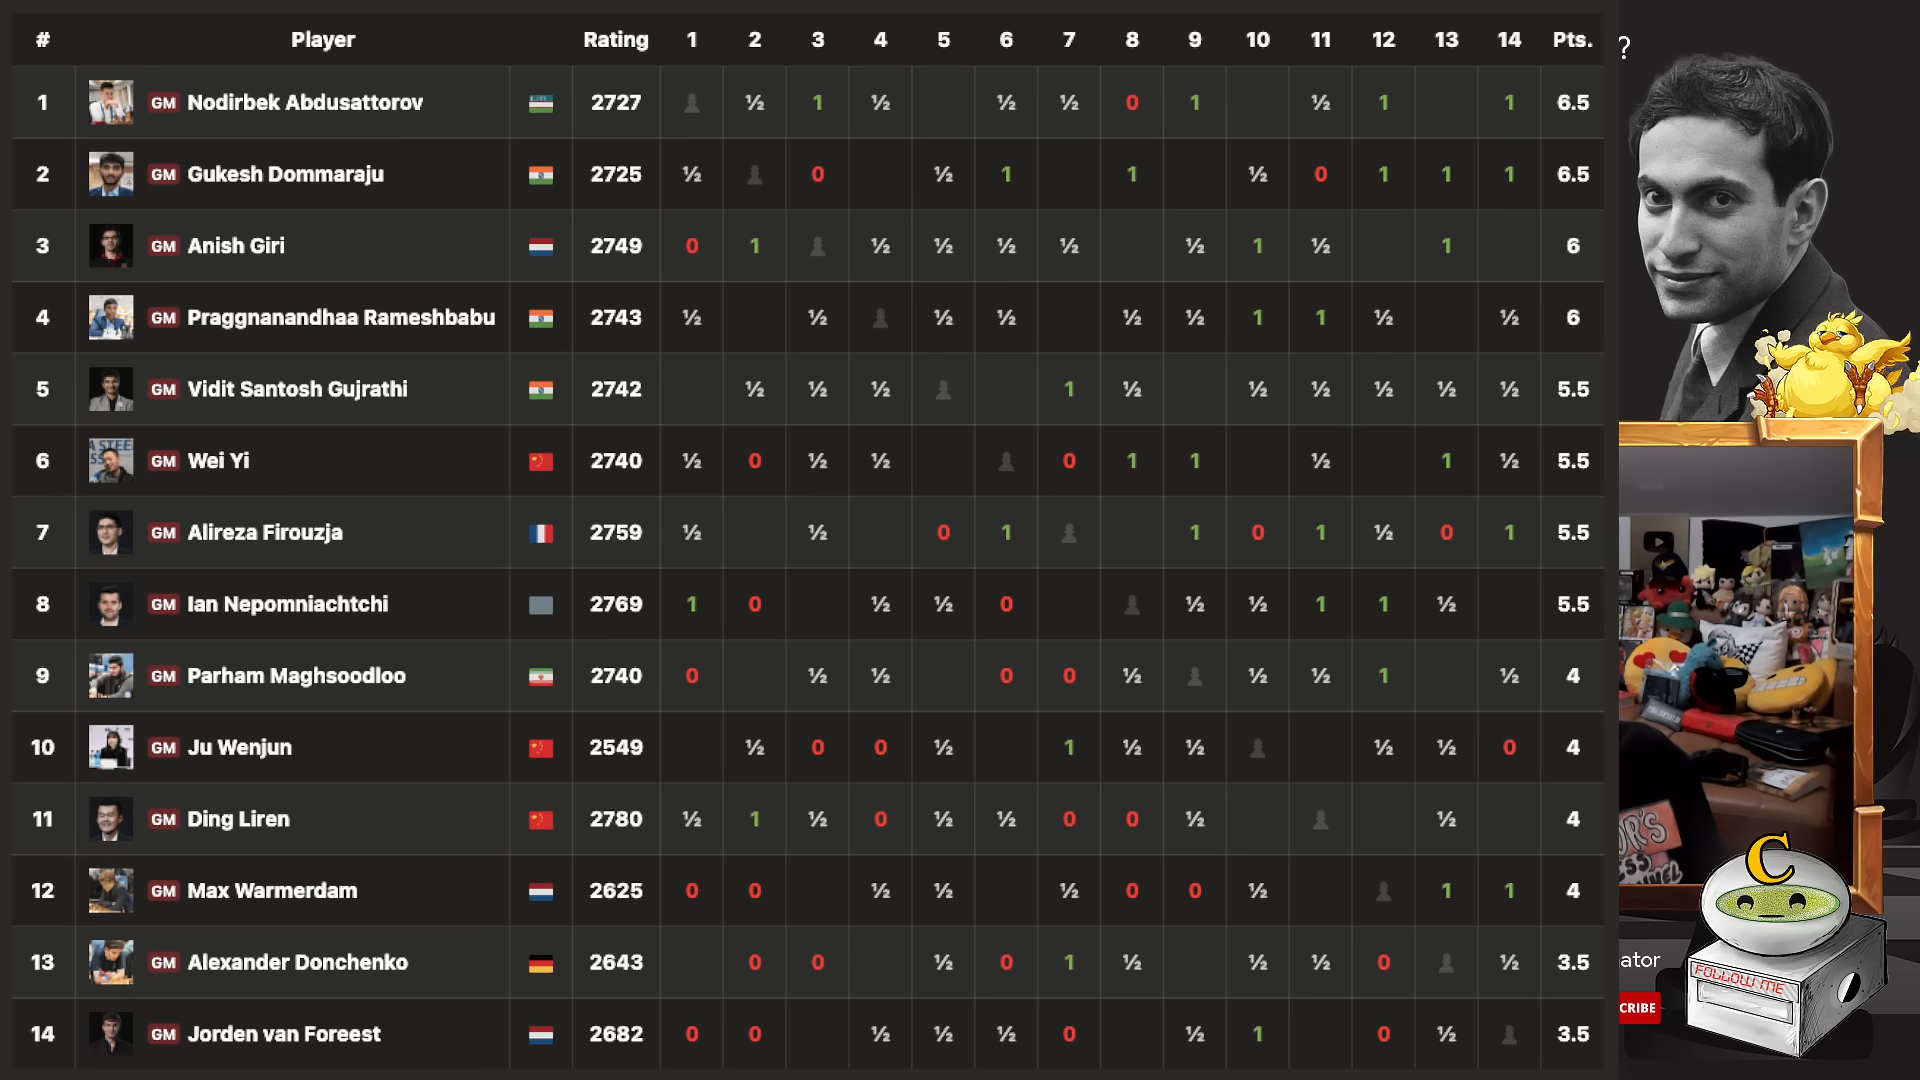 # Player Rating 1 2 3 4 5 6 7 8 9 10 11 12 13 14 Pts.
1 GM Nodirbek Abdusattorov 2727 ½ 1 ½ ½ ½ 0 1 ½ 1 1 6.5
2 GM Gukesh Dommaraju 2725 ½ 0 ½ 1 1 ½ 0 1 1 1 6.5
3 GM Anish Giri 2749 0 1 ½ ½ ½ ½ ½ 1 ½ 1 6
4 GM Praggnanandhaa Rameshbabu 2743 ½ ½ ½ ½ ½ ½ 1 1 ½ ½ 6
5 GM Vidit Santosh Gujrathi 2742 ½ ½ ½ 1 ½ ½ ½ ½ ½ ½ 5.5
6 GM Wei Yi 2740 ½ 0 ½ ½ 0 1 1 ½ 1 ½ 5.5
7 GM Alireza Firouzja 2759 ½ ½ 0 1 1 0 1 ½ 0 1 5.5
8 GM Ian Nepomniachtchi 2769 1 0 ½ ½ 0 ½ ½ 1 1 ½ 5.5
9 GM Parham Maghsoodloo 2740 0 ½ ½ 0 0 ½ ½ ½ 1 ½ 4
10 GM Ju Wenjun 2549 ½ 0 0 ½ 1 ½ ½ ½ ½ 0 4
11 GM Ding Liren 2780 ½ 1 ½ 0 ½ ½ 0 0 ½ ½ 4
12 GM Max Warmerdam 2625 0 0 ½ ½ ½ 0 0 ½ 1 1 4
13 GM Alexander Donchenko 2643 0 0 ½ 0 1 ½ ½ ½ 0 ½ 3.5
14 GM Jorden van Foreest 2682 0 0 ½ ½ ½ 0 ½ 1 0 ½ 3.5
?
C
ator
FOLLOW ME
CRIBE